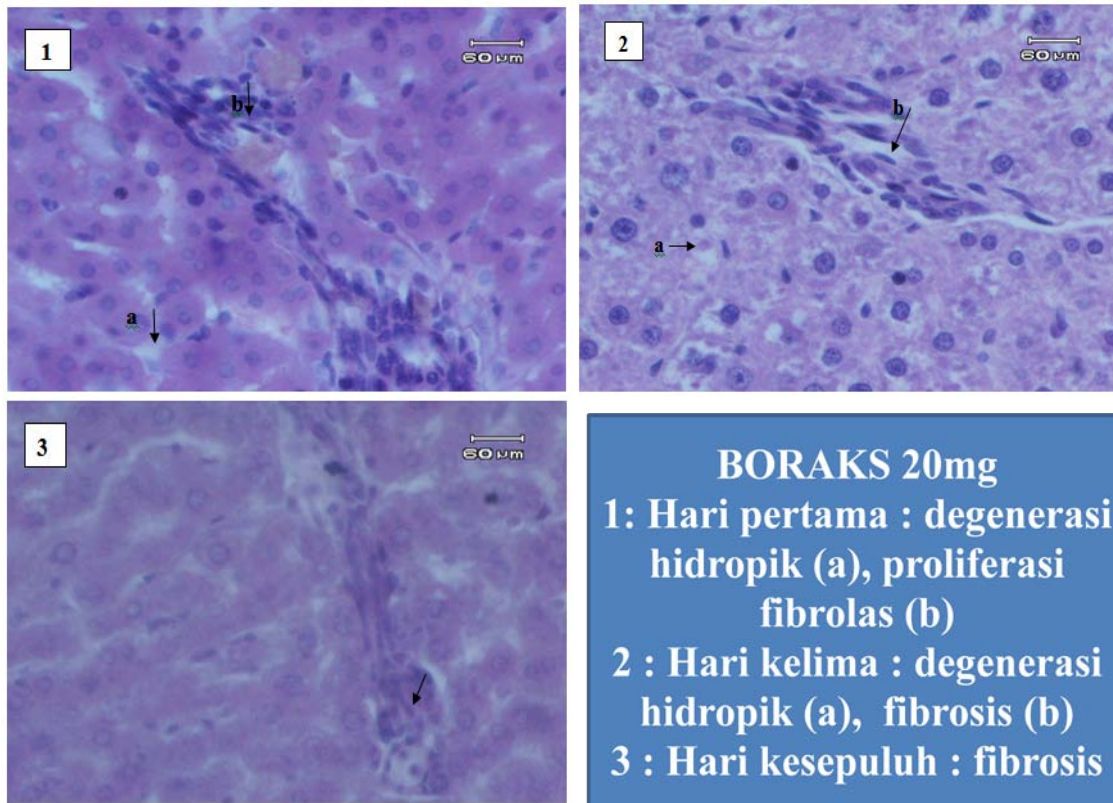 1
60 µm
b
a
2
60 µm
b
a
3
60 µm
BORAKS 20mg
1: Hari pertama : degenerasi
hidropik (a), proliferasi
fibrolas (b)
2 : Hari kelima : degenerasi
hidropik (a), fibrosis (b)
3 : Hari kesepuluh : fibrosis